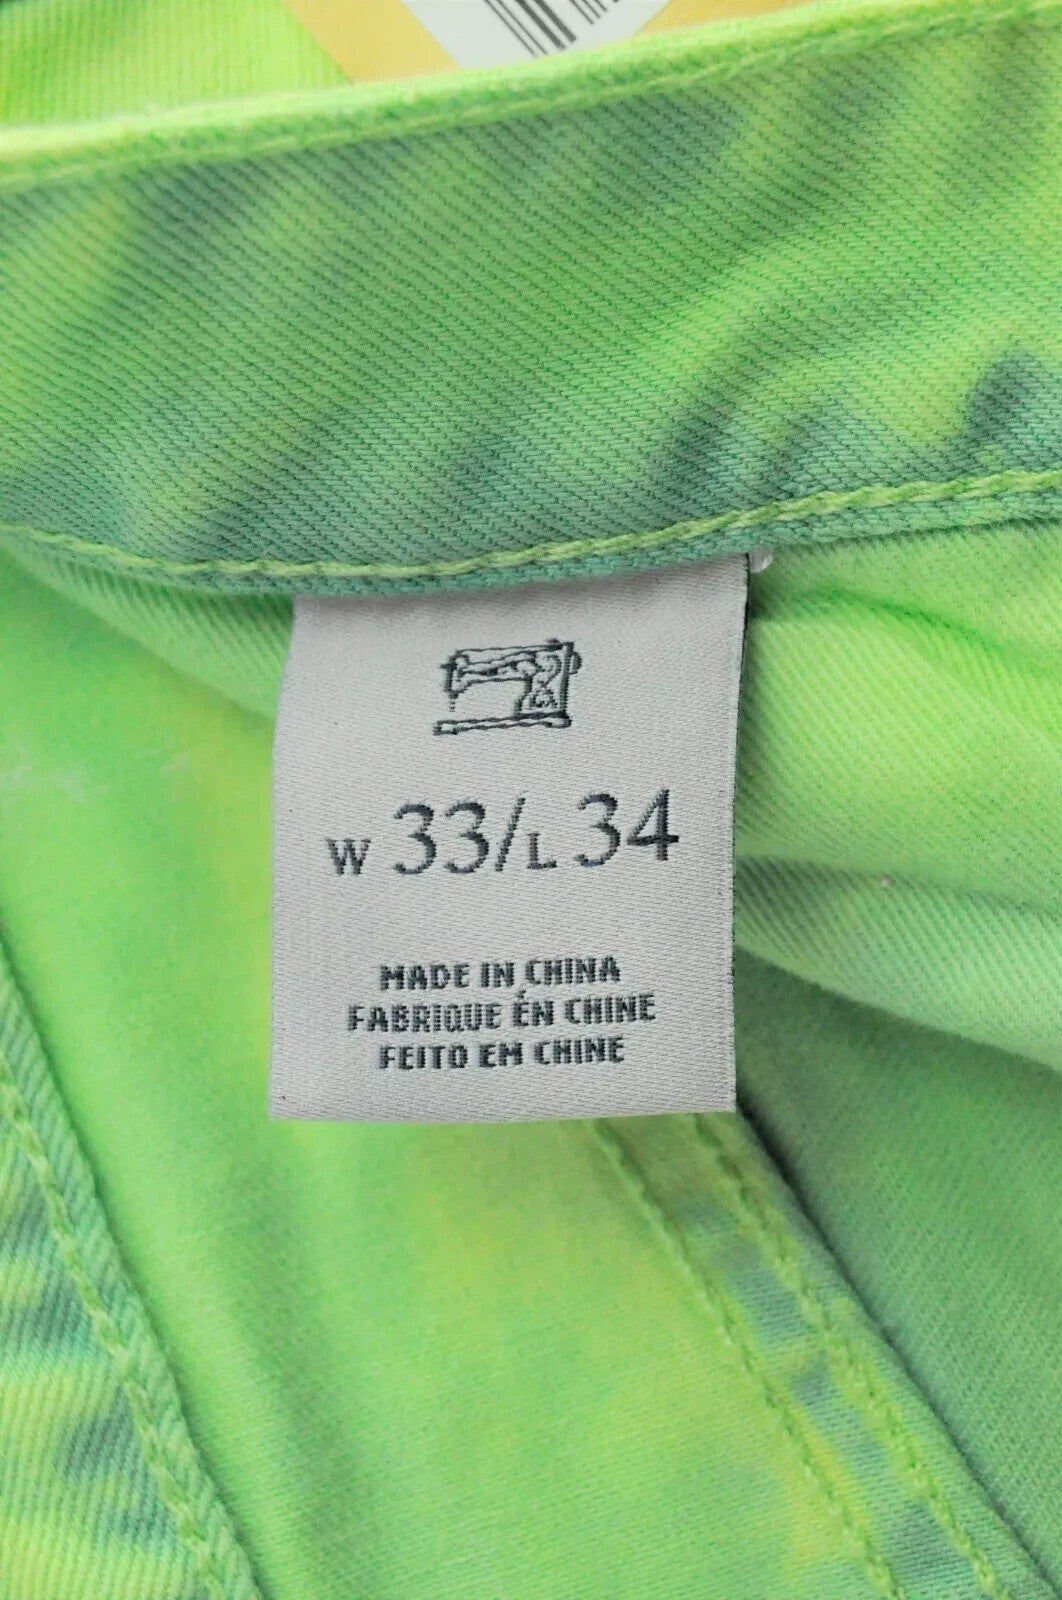 W 33/L 34
MADE IN CHINA
FABRIQUE ÉN CHINE
FEITO EM CHINE